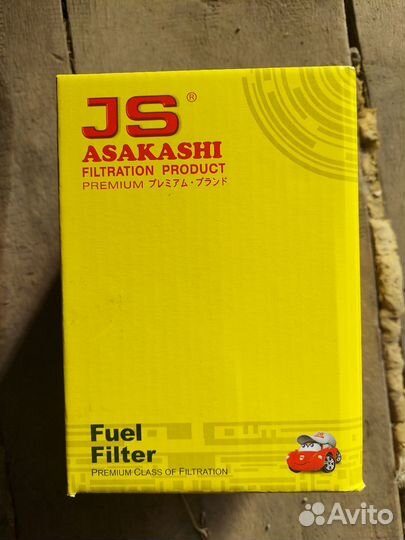 JS®
ASAKASHI
FILTRATION PRODUCT
PREMIUM プレミアム・ブランド
Fuel
Filter
PREMIUM CLASS OF FILTRATION
Avito